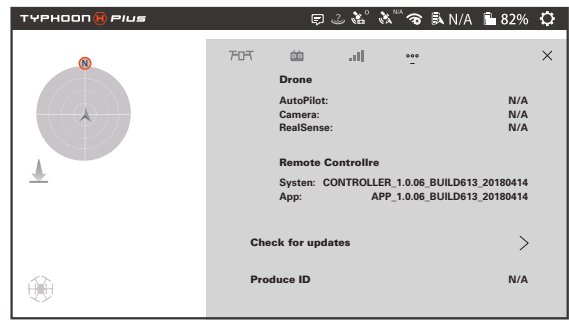 TYPHOON H PLUS
0 N/A N/A 82%
N
Drone
AutoPilot: N/A
Camera: N/A
RealSense: N/A
Remote Controllre
Systen: CONTROLLER_1.0.06_BUILD613_20180414
App: APP_1.0.06_BUILD613_20180414
Check for updates
Produce ID N/A